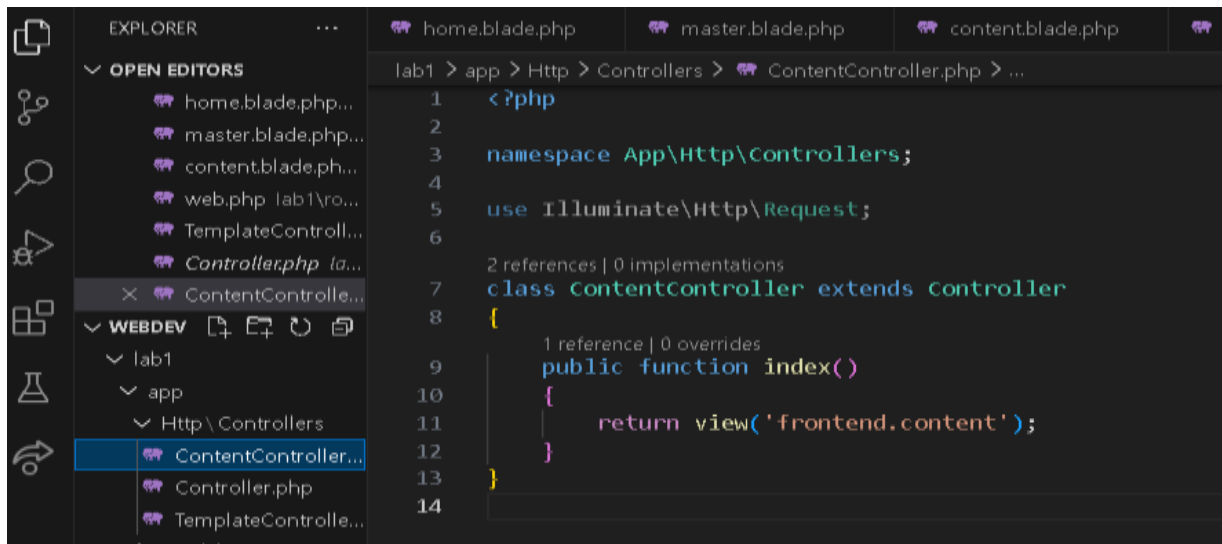 EXPLORER ···
OPEN EDITORS
home.blade.php...
master.blade.php...
content.blade.ph...
web.php lab1\ro...
TemplateControll...
Controller.php la...
ContentControlle...
WEBDEV
lab1
app
Http \ Controllers
ContentController...
Controller.php
TemplateControlle...
home.blade.php master.blade.php content.blade.php
lab1 > app > Http > Controllers > ContentController.php > ...
1 <?php
2
3 namespace App\Http\Controllers;
4
5 use Illuminate\Http\Request;
6
2 references | 0 implementations
7 class ContentController extends Controller
8 {
1 reference | 0 overrides
9 public function index()
10 {
11 return view('frontend.content');
12 }
13 }
14